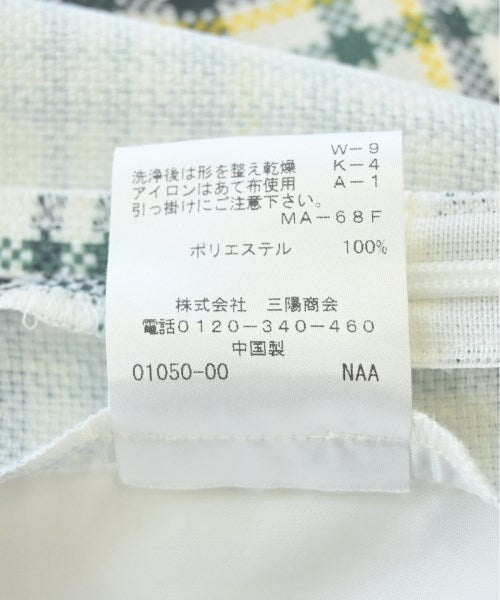 W-9
洗浄後は形を整え乾燥 K-4
アイロンはあて布使用 A-1
引っ掛けにご注意下さい。
MA-68F
ポリエステル 100%
株式会社 三陽商会
電話0120-340-460
中国製
01050-00 NAA